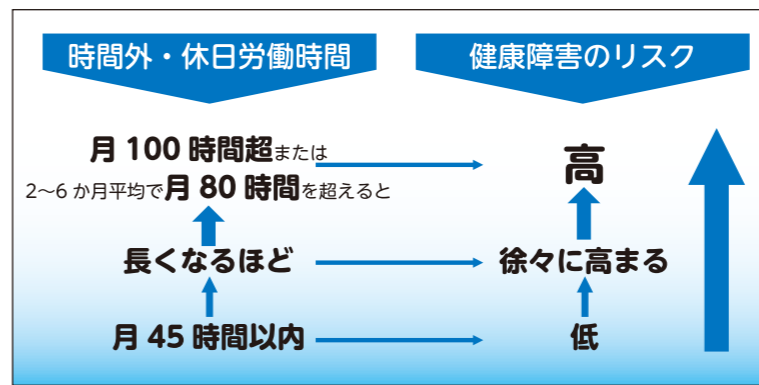 時間外・休日労働時間
健康障害のリスク
月 100 時間超または
2〜6 か月平均で月 80 時間を超えると
高
長くなるほど
徐々に高まる
月 45 時間以内
低